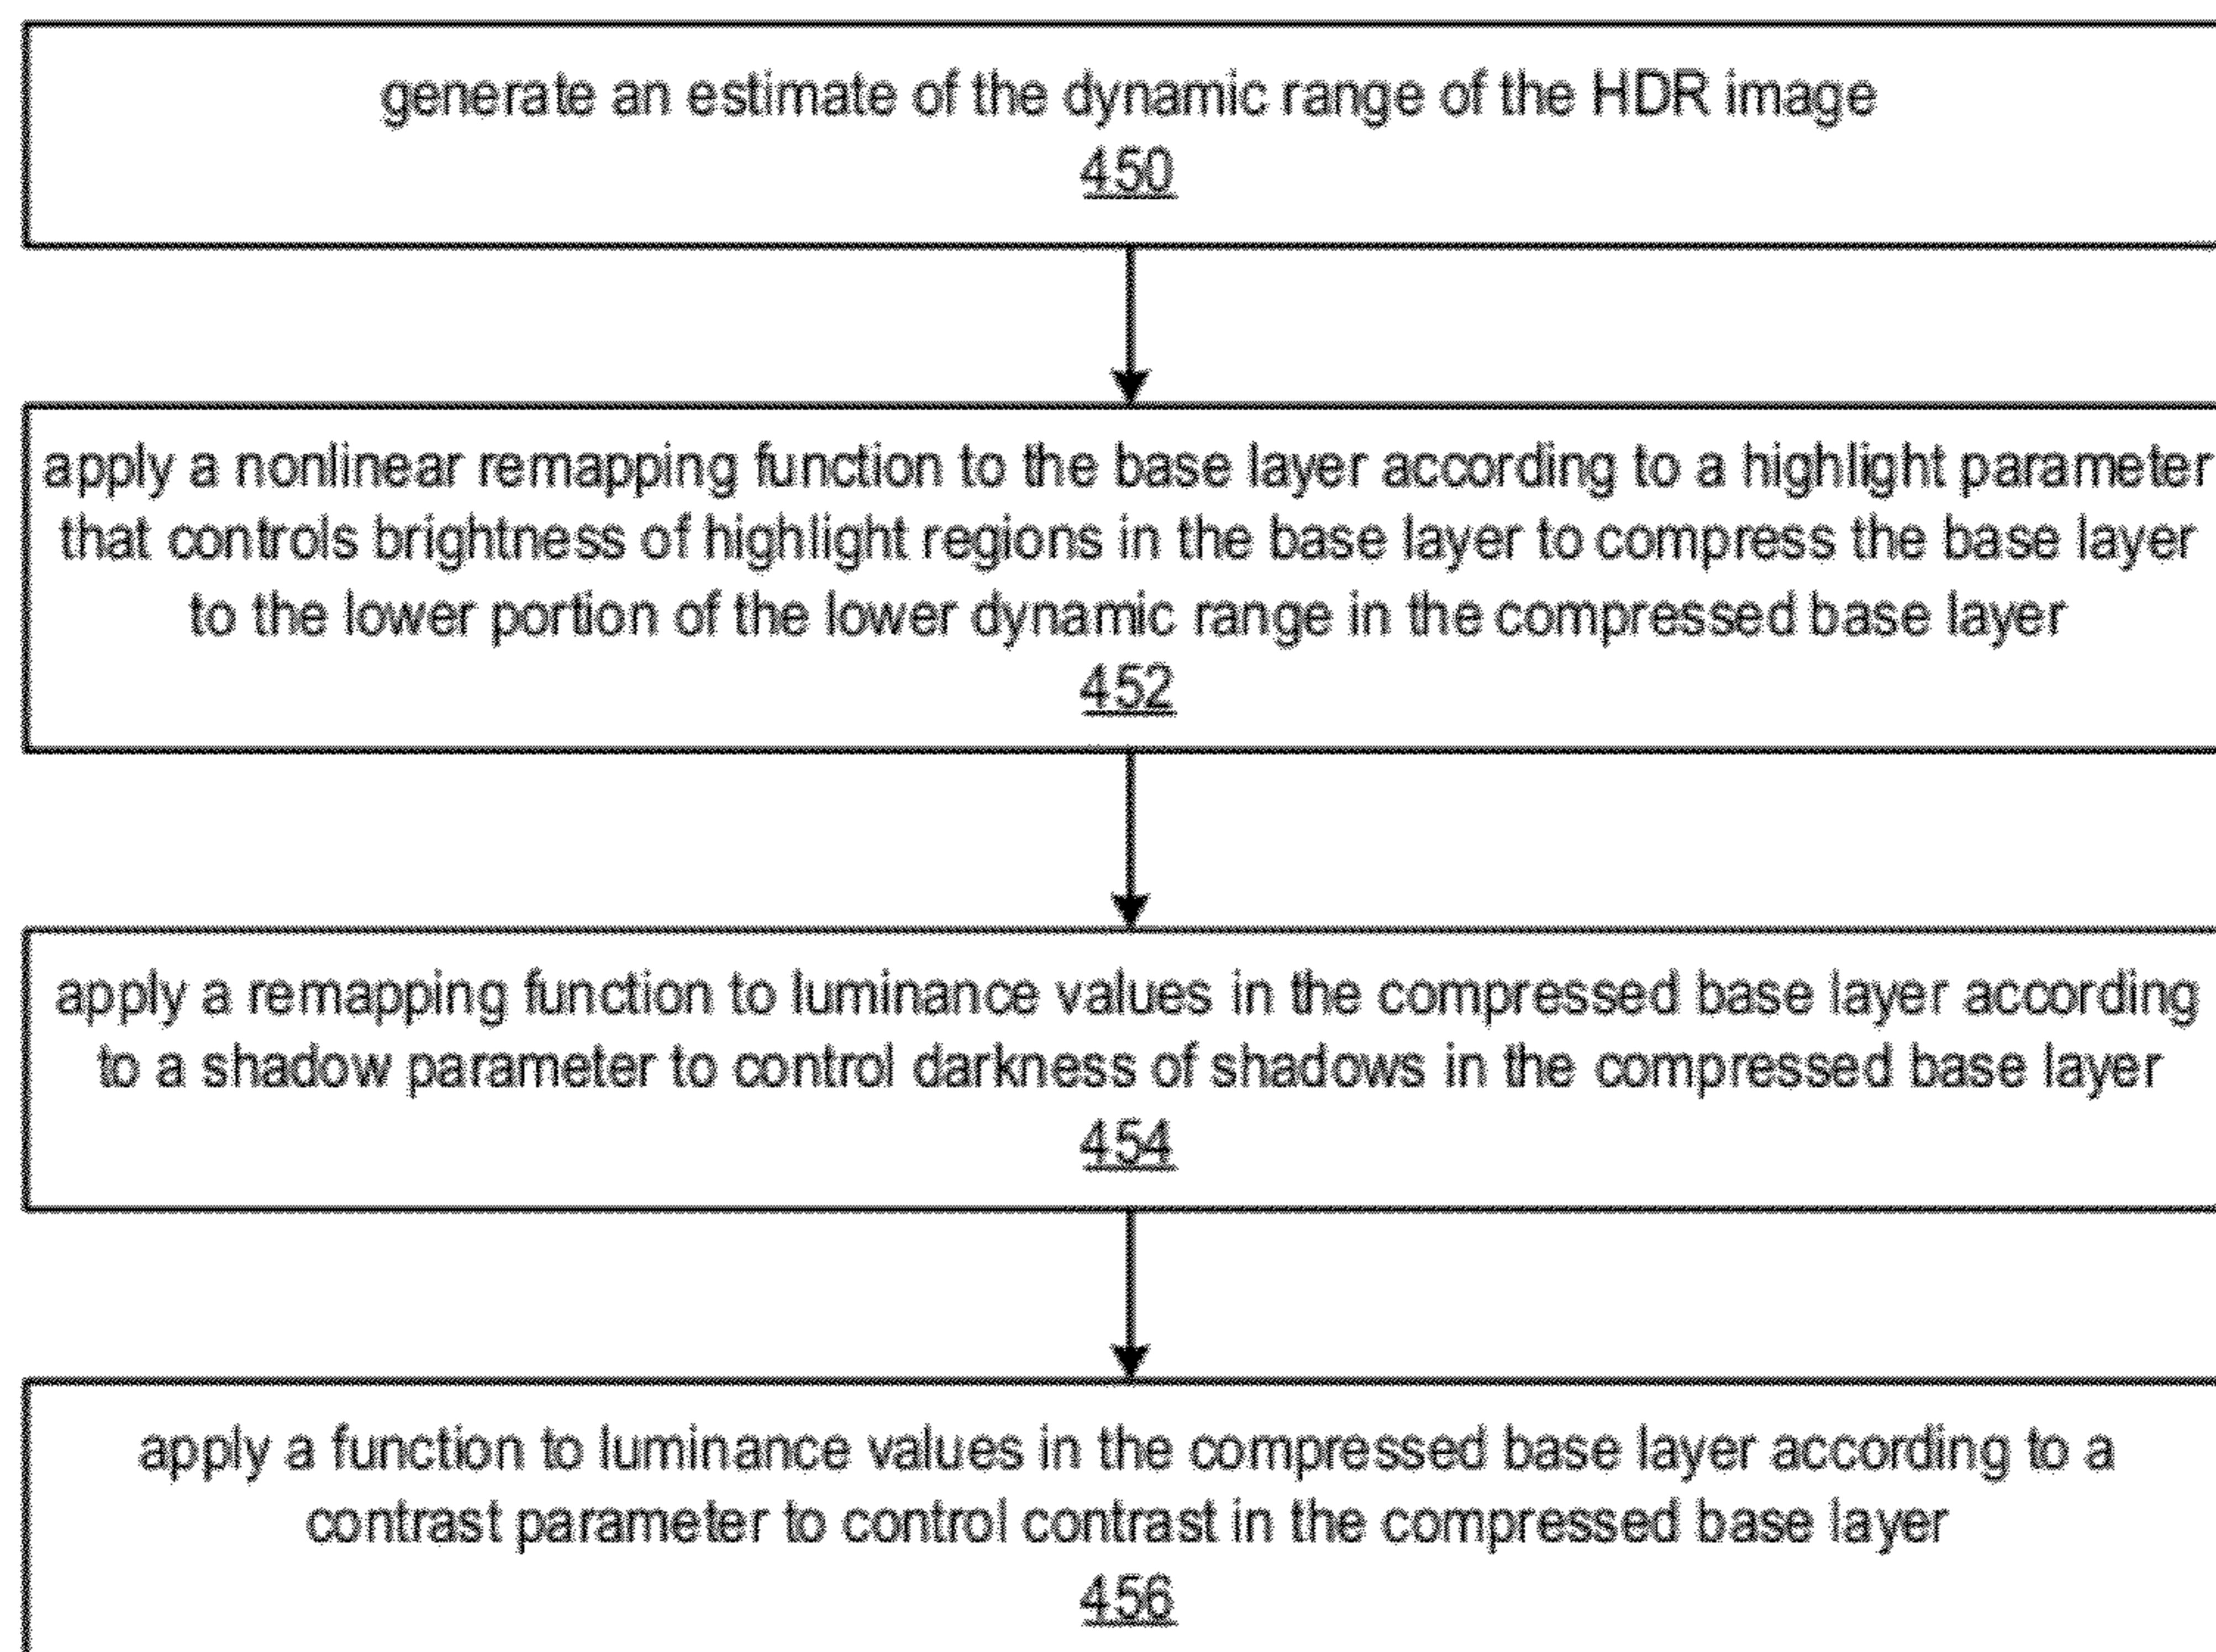 generate an estimate of the dynamic range of the HDR image
450
apply a nonlinear remapping function to the base layer according to a highlight parameter
that controls brightness of highlight regions in the base layer to compress the base layer
to the lower portion of the lower dynamic range in the compressed base layer
452
apply a remapping function to luminance values in the compressed base layer according
to a shadow parameter to control darkness of shadows in the compressed base layer
454
apply a function to luminance values in the compressed base layer according to a
contrast parameter to control contrast in the compressed base layer
456